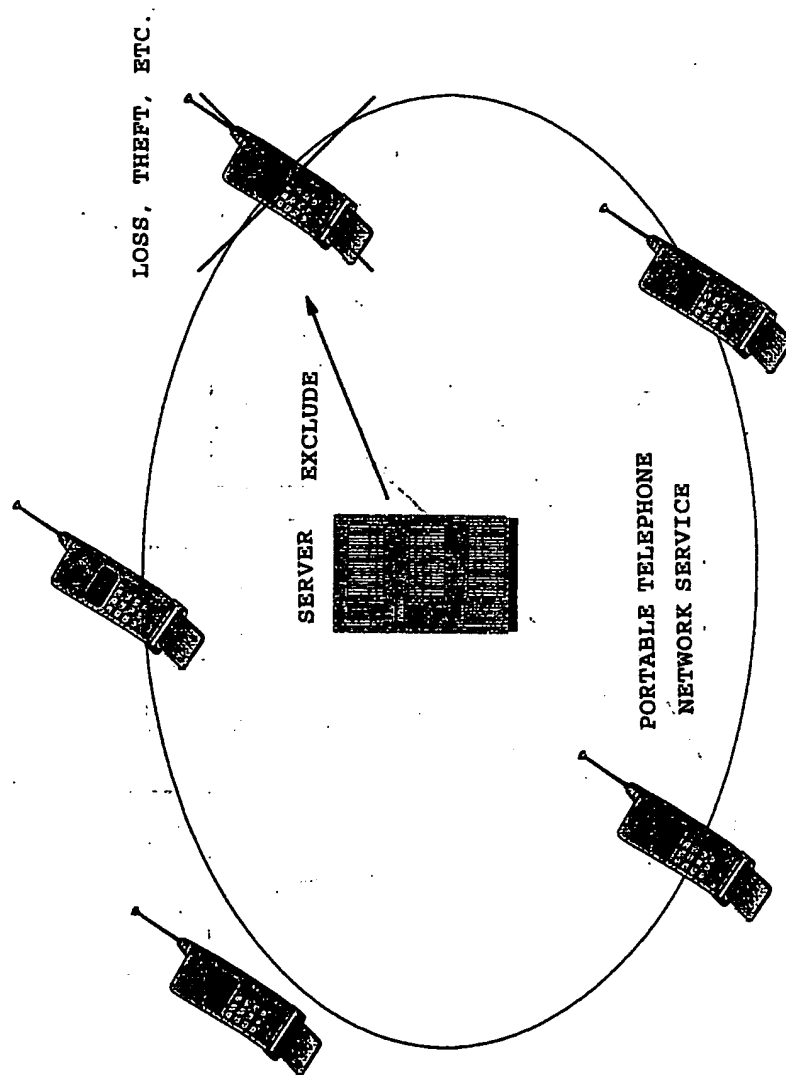 LOSS, THEFT, ETC.
SERVER
EXCLUDE
PORTABLE TELEPHONE
NETWORK SERVICE